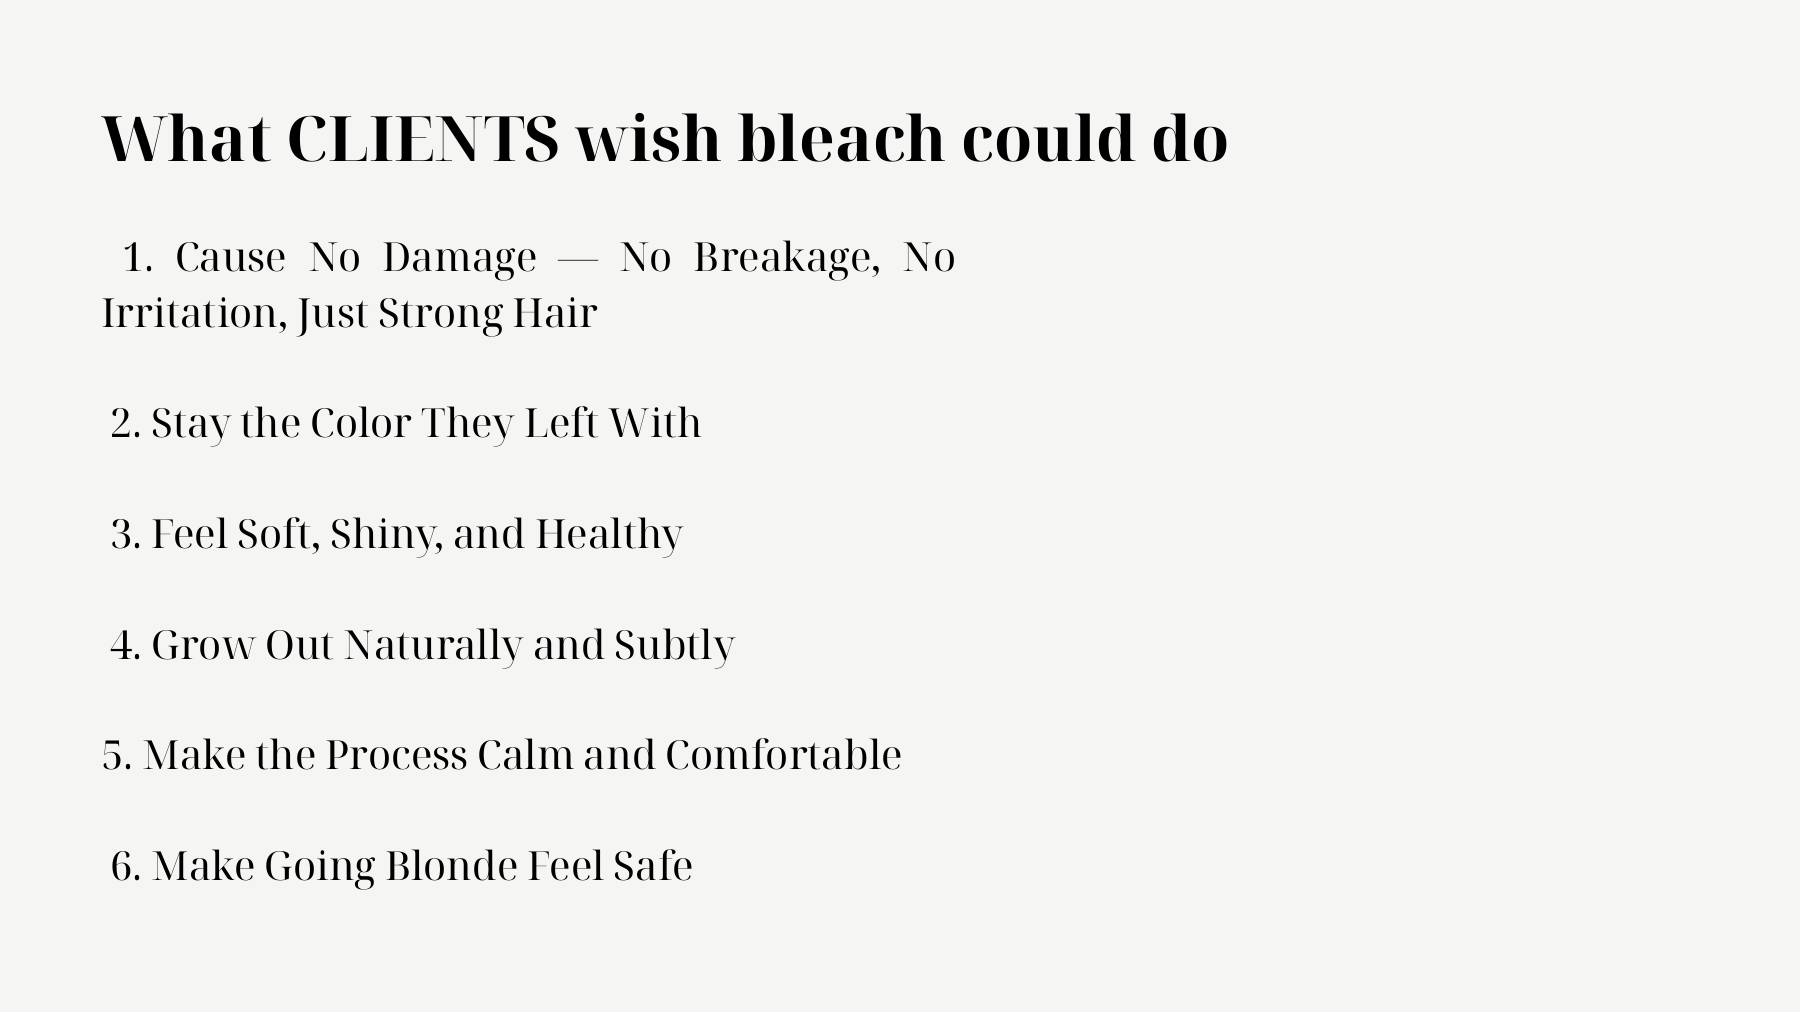 What CLIENTS wish bleach could do
1. Cause No Damage — No Breakage, No
Irritation, Just Strong Hair
2. Stay the Color They Left With
3. Feel Soft, Shiny, and Healthy
4. Grow Out Naturally and Subtly
5. Make the Process Calm and Comfortable
6. Make Going Blonde Feel Safe